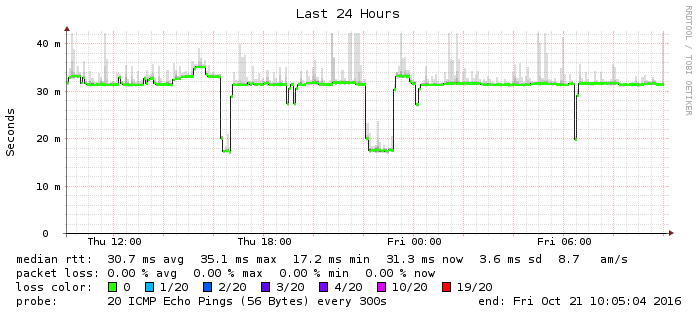 Last 24 Hours
RRDTOOL / TOBI OETIKER
Seconds
40 m
30 m
20 m
10 m
0
Thu 12:00 Thu 18:00 Fri 00:00 Fri 06:00
median rtt: 30.7 ms avg 35.1 ms max 17.2 ms min 31.3 ms now 3.6 ms sd 8.7 am/s
packet loss: 0.00 % avg 0.00 % max 0.00 % min 0.00 % now
loss color: 0 1/20 2/20 3/20 4/20 10/20 19/20
probe: 20 ICMP Echo Pings (56 Bytes) every 300s end: Fri Oct 21 10:05:04 2016